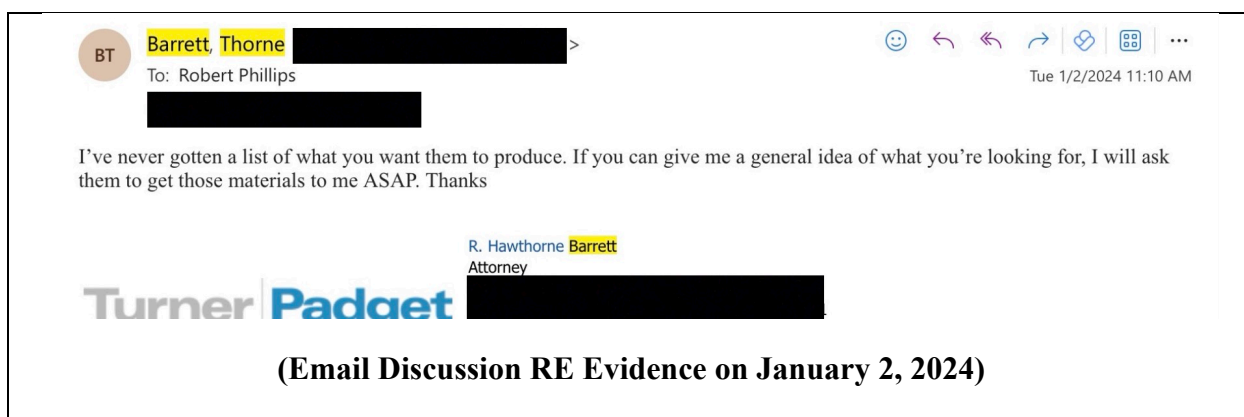 BT
Barrett, Thorne >
To: Robert Phillips
Tue 1/2/2024 11:10 AM
I've never gotten a list of what you want them to produce. If you can give me a general idea of what you're looking for, I will ask
them to get those materials to me ASAP. Thanks
R. Hawthorne Barrett
Attorney
Turner Padget
(Email Discussion RE Evidence on January 2, 2024)